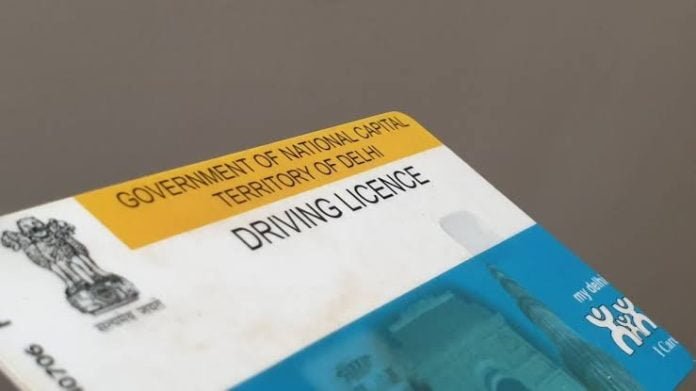 GOVERNMENT OF NATIONAL CAPITAL
TERRITORY OF DELHI
DRIVING LICENCE
सत्यमेव जयते
my delhi
I Care